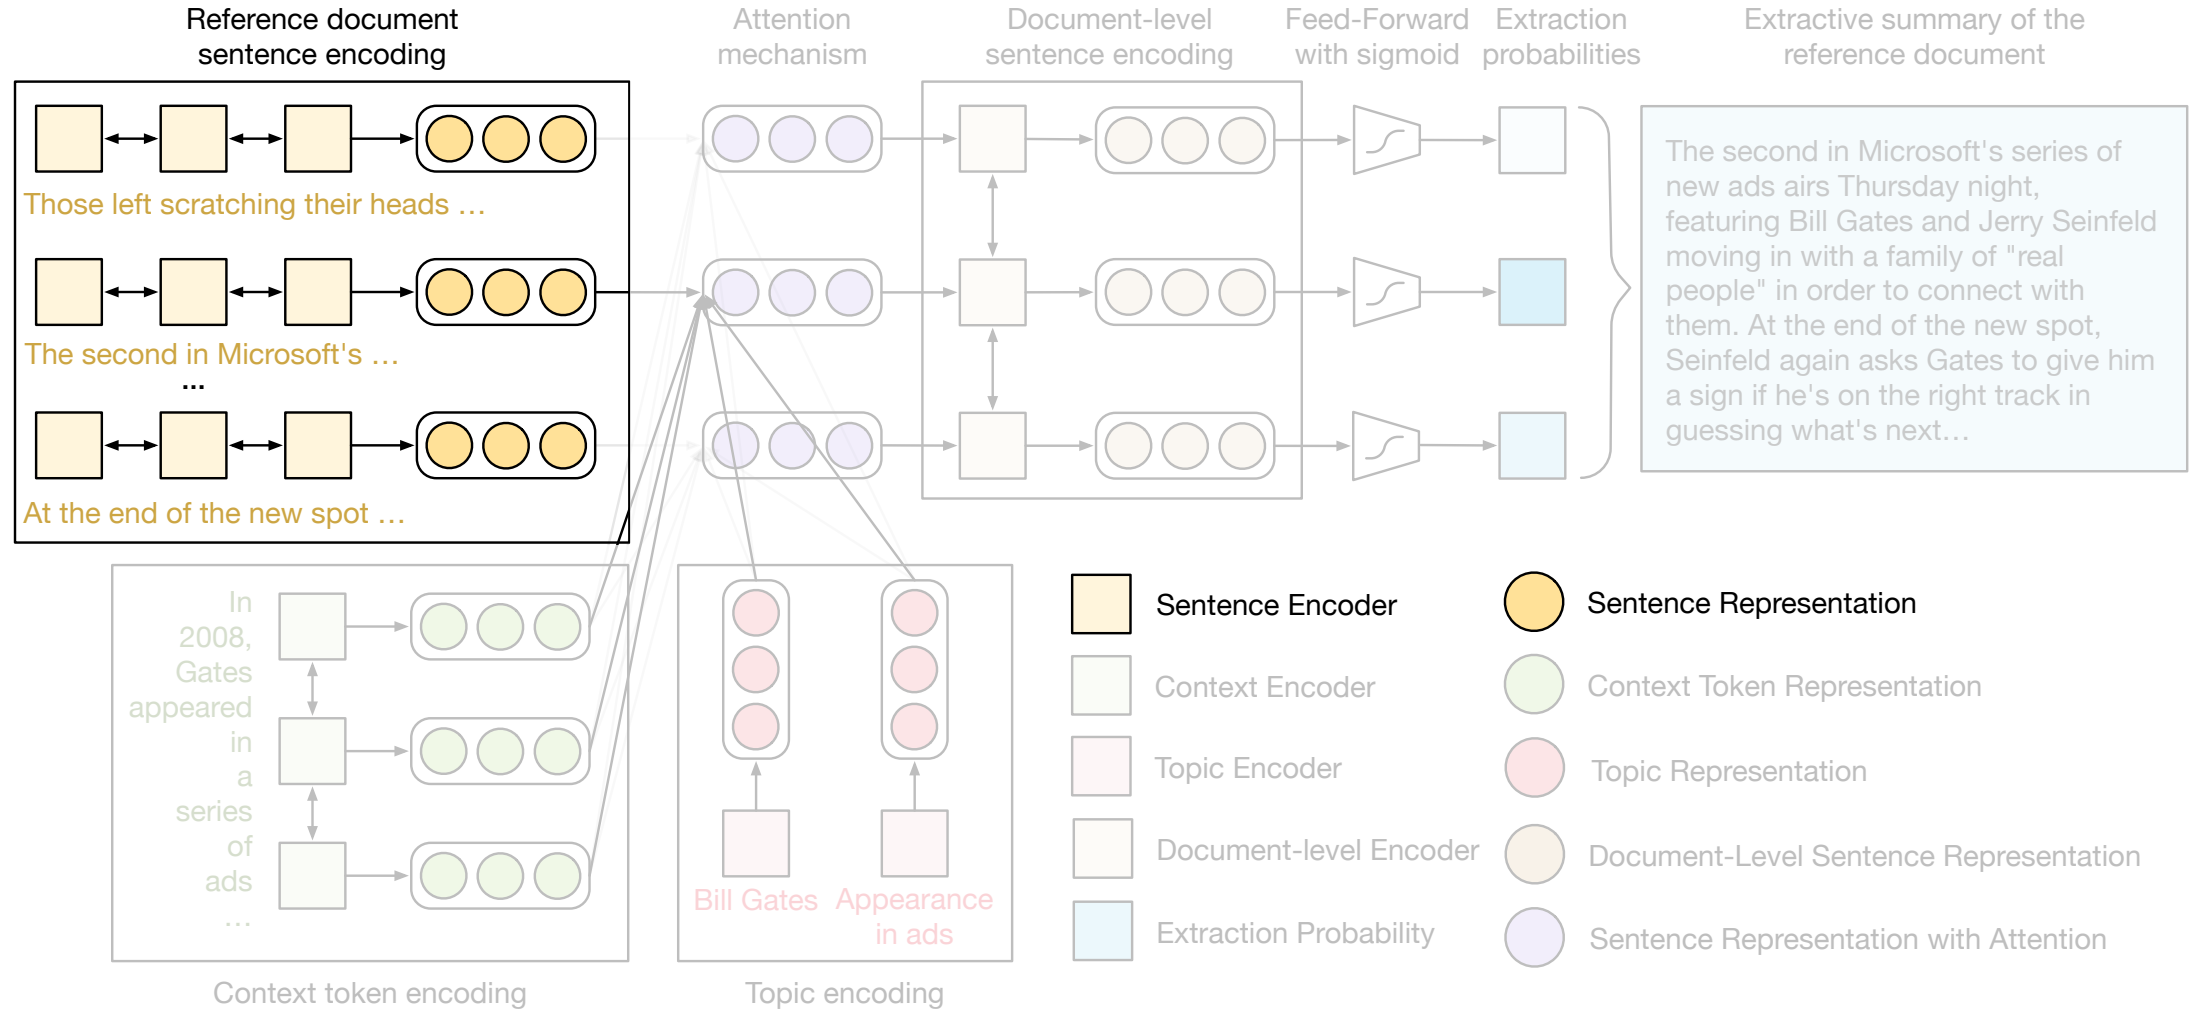 Reference document
sentence encoding
Attention
mechanism
Document-level
sentence encoding
Feed-Forward
with sigmoid
Extraction
probabilities
Extractive summary of the
reference document
Those left scratching their heads …
The second in Microsoft's …
...
At the end of the new spot …
The second in Microsoft's series of
new ads airs Thursday night,
featuring Bill Gates and Jerry Seinfeld
moving in with a family of "real
people" in order to connect with
them. At the end of the new spot,
Seinfeld again asks Gates to give him
a sign if he's on the right track in
guessing what's next…
In
2008,
Gates
appeared
in
a
series
of
ads
…
Context token encoding
Bill Gates
Appearance
in ads
Topic encoding
Sentence Encoder
Context Encoder
Topic Encoder
Document-level Encoder
Extraction Probability
Sentence Representation
Context Token Representation
Topic Representation
Document-Level Sentence Representation
Sentence Representation with Attention